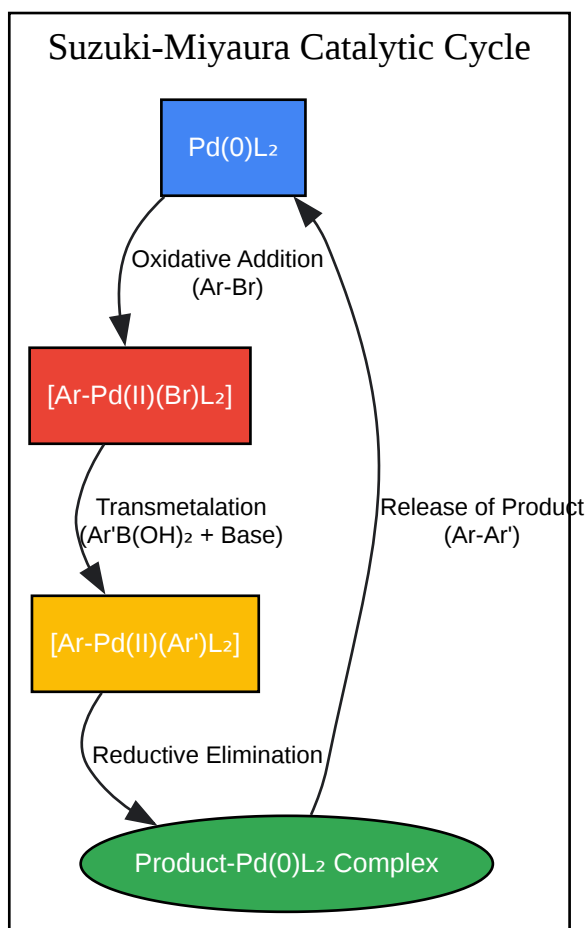 Suzuki-Miyaura Catalytic Cycle
Pd(0)L₂
Oxidative Addition
(Ar-Br)
[Ar-Pd(II)(Br)L₂]
Transmetalation
(Ar'B(OH)₂ + Base)
Release of Product
(Ar-Ar')
[Ar-Pd(II)(Ar')L₂]
Reductive Elimination
Product-Pd(0)L₂ Complex